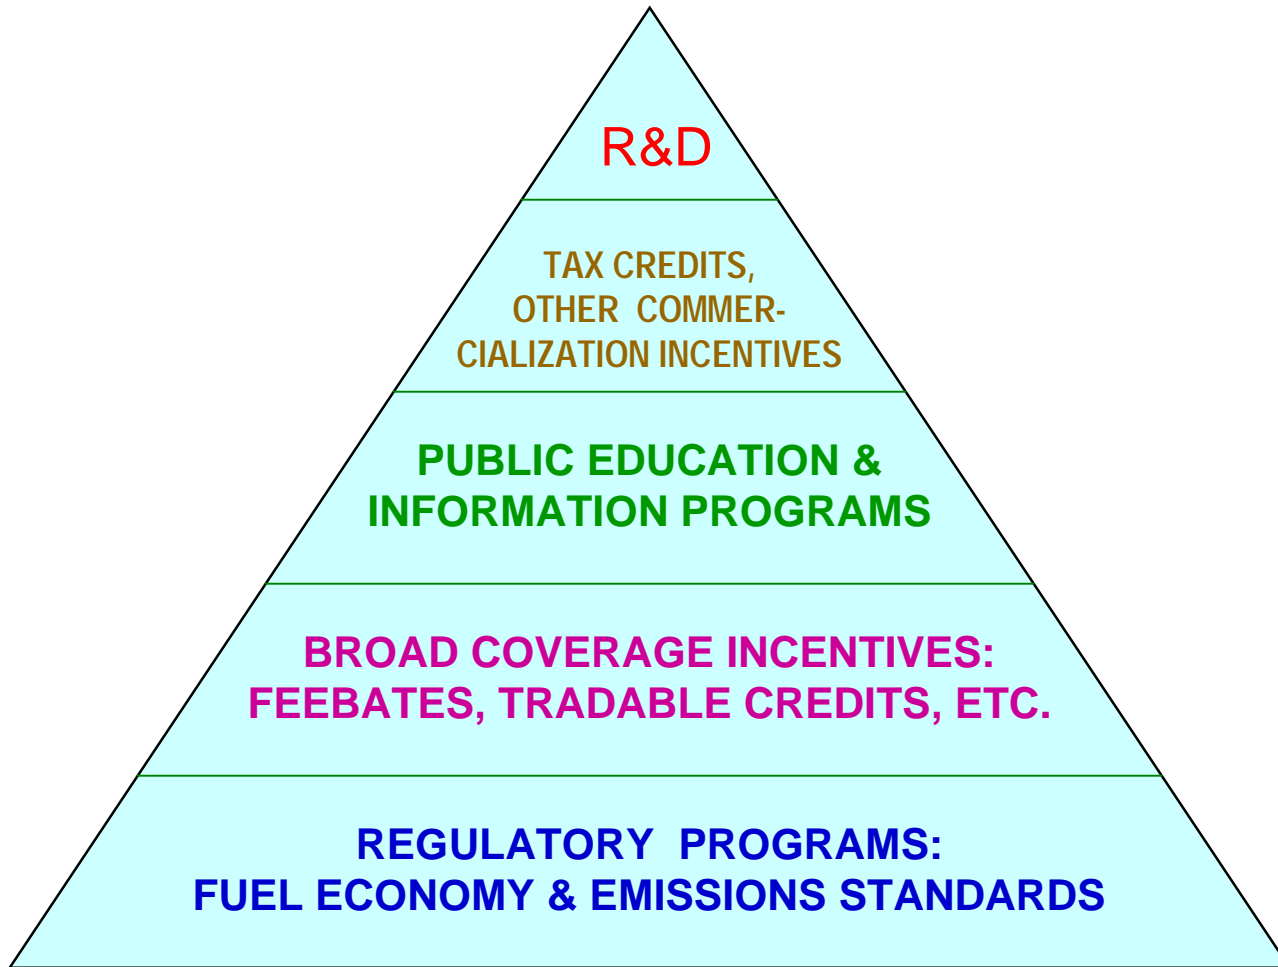 R&D
TAX CREDITS,
OTHER COMMER-
CIALIZATION INCENTIVES
PUBLIC EDUCATION &
INFORMATION PROGRAMS
BROAD COVERAGE INCENTIVES:
FEEBATES, TRADABLE CREDITS, ETC.
REGULATORY PROGRAMS:
FUEL ECONOMY & EMISSIONS STANDARDS